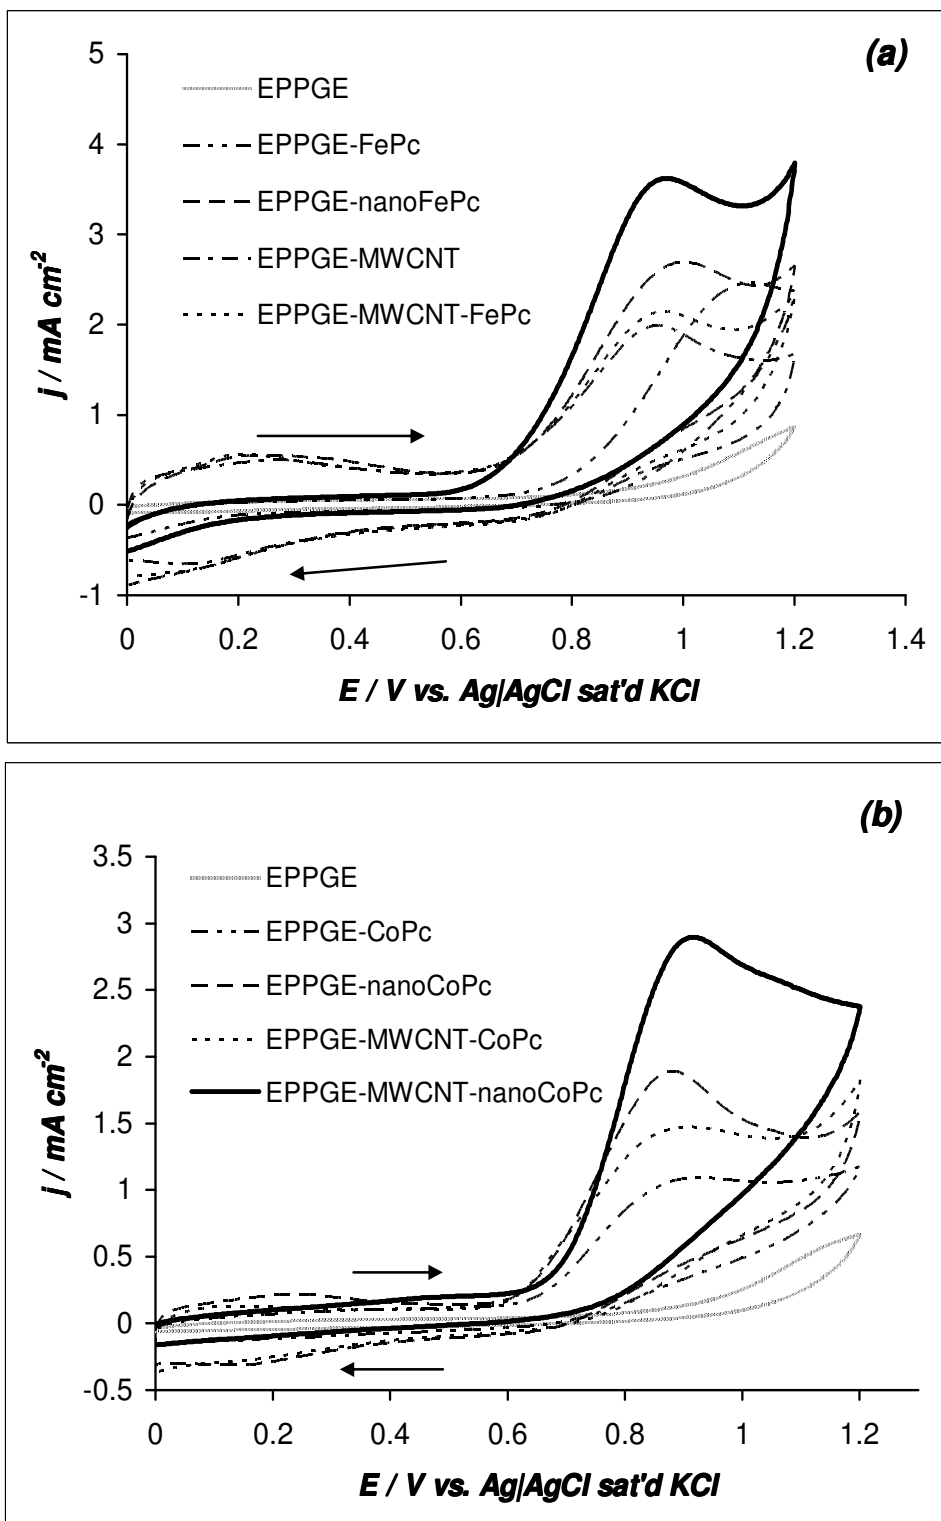 (a)
5
4
3
2
1
0
-1
j / mA cm-2
EPPGE
EPPGE-FePc
EPPGE-nanoFePc
EPPGE-MWCNT
EPPGE-MWCNT-FePc
0 0.2 0.4 0.6 0.8 1 1.2 1.4
E / V vs. Ag|AgCl sat'd KCl
(b)
3.5
3
2.5
2
1.5
1
0.5
0
-0.5
j / mA cm-2
EPPGE
EPPGE-CoPc
EPPGE-nanoCoPc
EPPGE-MWCNT-CoPc
EPPGE-MWCNT-nanoCoPc
0 0.2 0.4 0.6 0.8 1 1.2
E / V vs. Ag|AgCl sat'd KCl